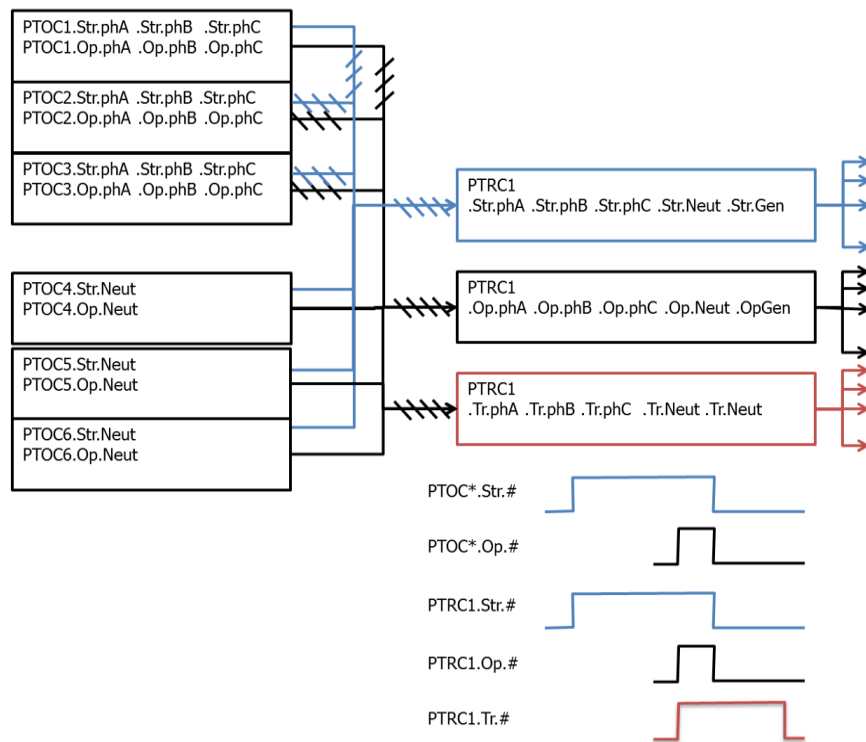 PTOC1.Str.phA .Str.phB .Str.phC
PTOC1.Op.phA .Op.phB .Op.phC
PTOC2.Str.phA .Str.phB .Str.phC
PTOC2.Op.phA .Op.phB .Op.phC
PTOC3.Str.phA .Str.phB .Str.phC
PTOC3.Op.phA .Op.phB .Op.phC
PTOC4.Str.Neut
PTOC4.Op.Neut
PTOC5.Str.Neut
PTOC5.Op.Neut
PTOC6.Str.Neut
PTOC6.Op.Neut
PTRC1
.Str.phA .Str.phB .Str.phC .Str.Neut .Str.Gen
PTRC1
.Op.phA .Op.phB .Op.phC .Op.Neut .OpGen
PTRC1
.Tr.phA .Tr.phB .Tr.phC .Tr.Neut .Tr.Neut
PTOC*.Str.#
PTOC*.Op.#
PTRC1.Str.#
PTRC1.Op.#
PTRC1.Tr.#